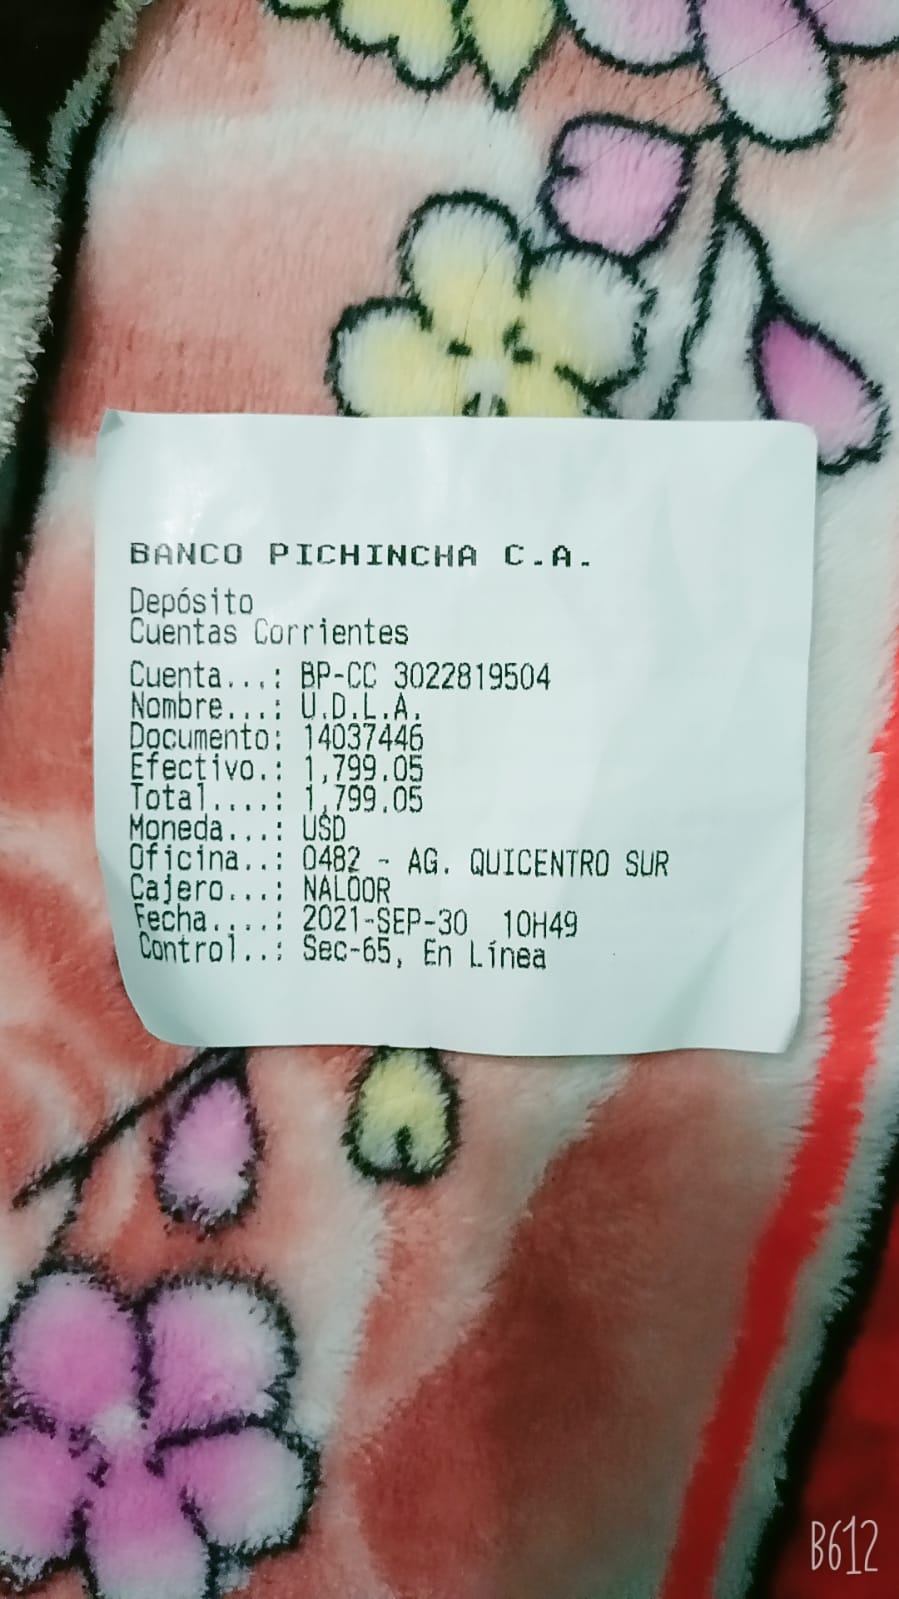 BANCO PICHINCHA C.A.
Depósito
Cuentas Corrientes
Cuenta...: BP-CC 3022819504
Nombre...: U.D.L.A.
Documento: 14037446
Efectivo.: 1,799.05
Total....: 1,799.05
Moneda...: USD
Oficina..: 0482 - AG. QUICENTRO SUR
Cajero...: NALOOR
Fecha....: 2021-SEP-30 10H49
Control..: Sec-65, En Línea
B612